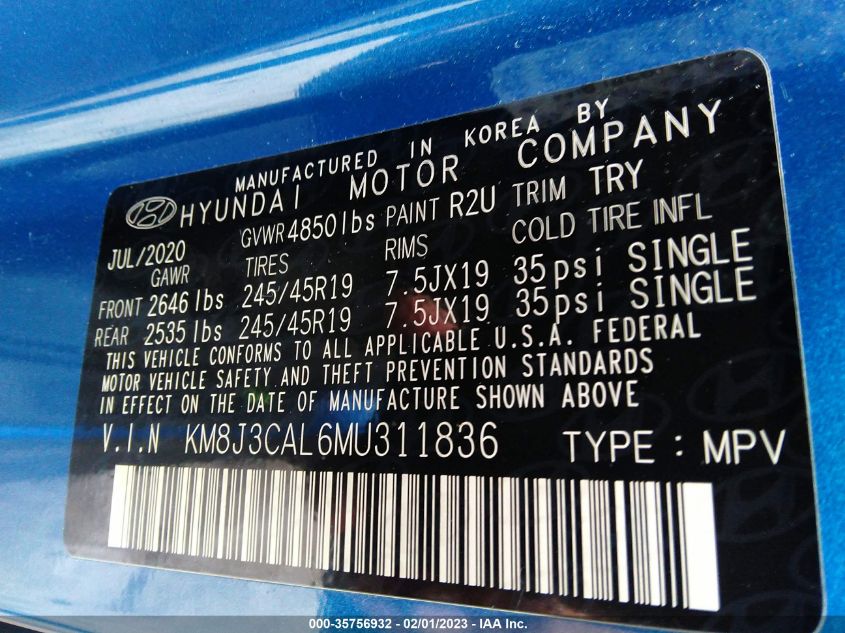 MANUFACTURED IN KOREA BY
HYUNDAI MOTOR COMPANY
JUL/2020 GVWR 4850 lbs PAINT R2U TRIM TRY
GAWR TIRES RIMS COLD TIRE INFL
FRONT 2646 lbs 245/45R19 7.5JX19 35psi SINGLE
REAR 2535 lbs 245/45R19 7.5JX19 35psi SINGLE
THIS VEHICLE CONFORMS TO ALL APPLICABLE U.S.A. FEDERAL
MOTOR VEHICLE SAFETY AND THEFT PREVENTION STANDARDS
IN EFFECT ON THE DATE OF MANUFACTURE SHOWN ABOVE
V.I.N KM8J3CAL6MU311836 TYPE : MPV
000-35756932 - 02/01/2023 - IAA Inc.